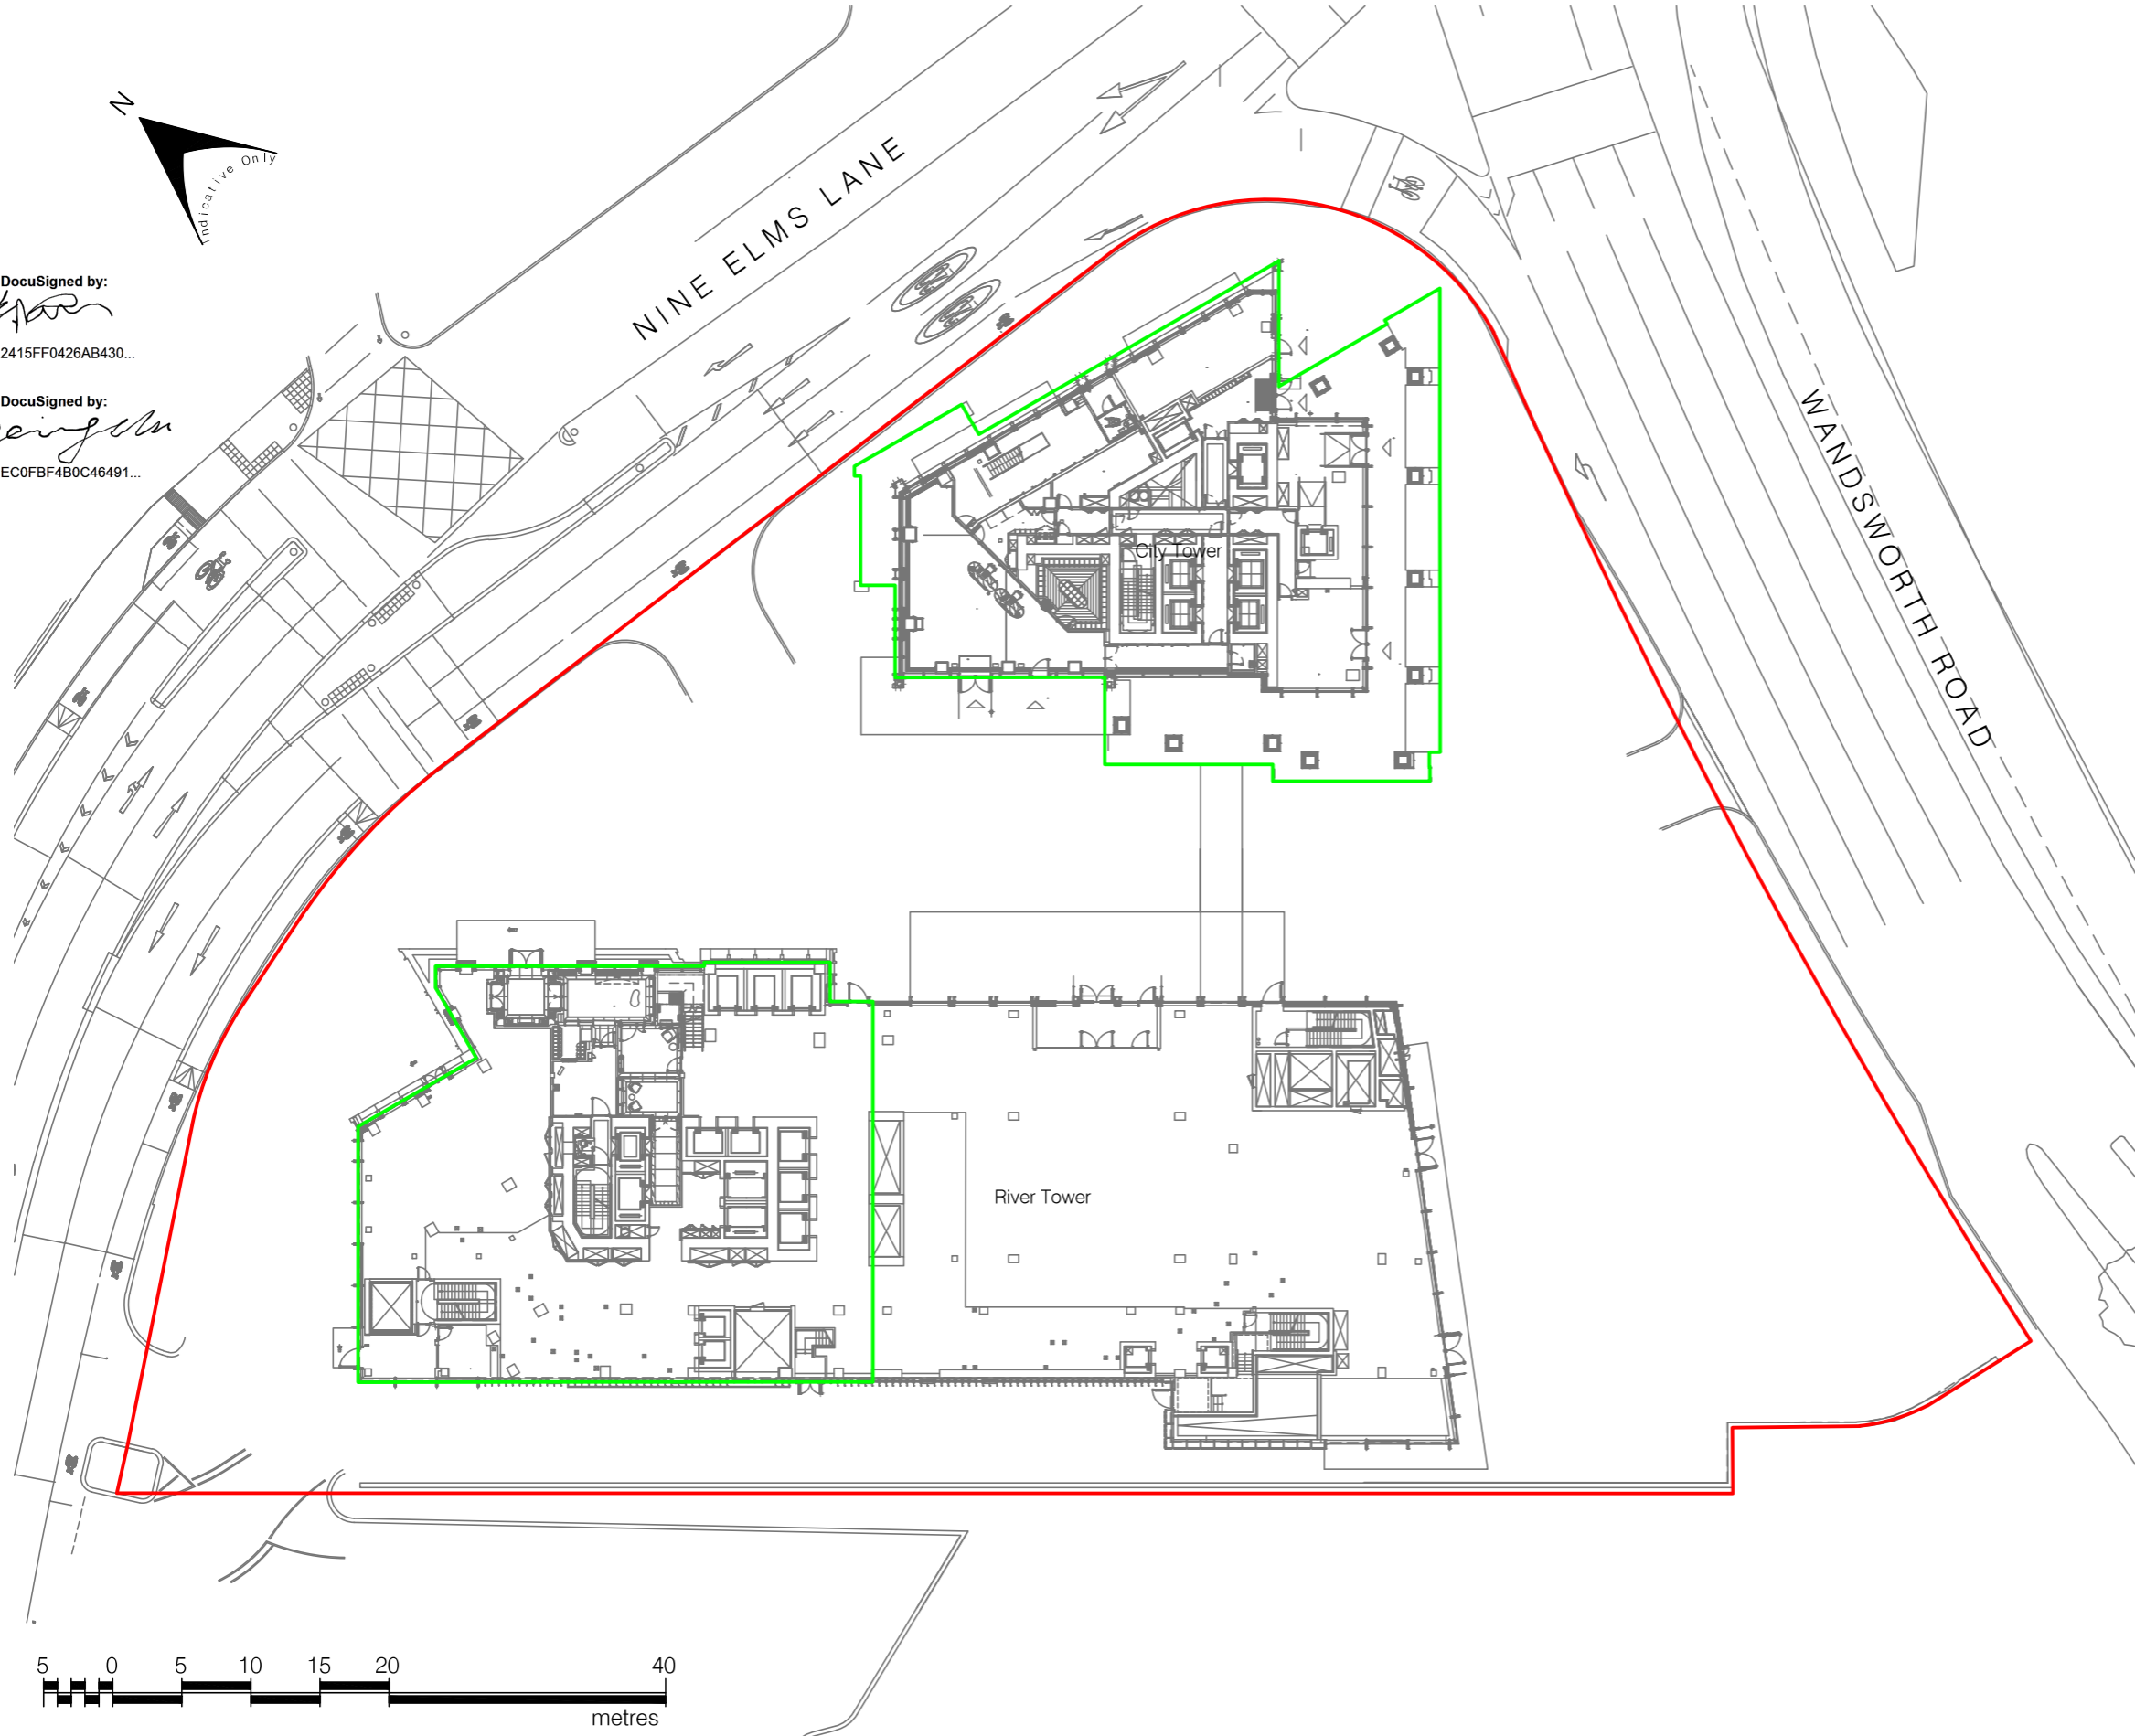 N
Indicative Only
DocuSigned by:
2415FF0426AB430...
DocuSigned by:
EC0FBF4B0C46491...
NINE ELMS LANE
WANDSWORTH ROAD
City Tower
River Tower
5 0 5 10 15 20 40
metres